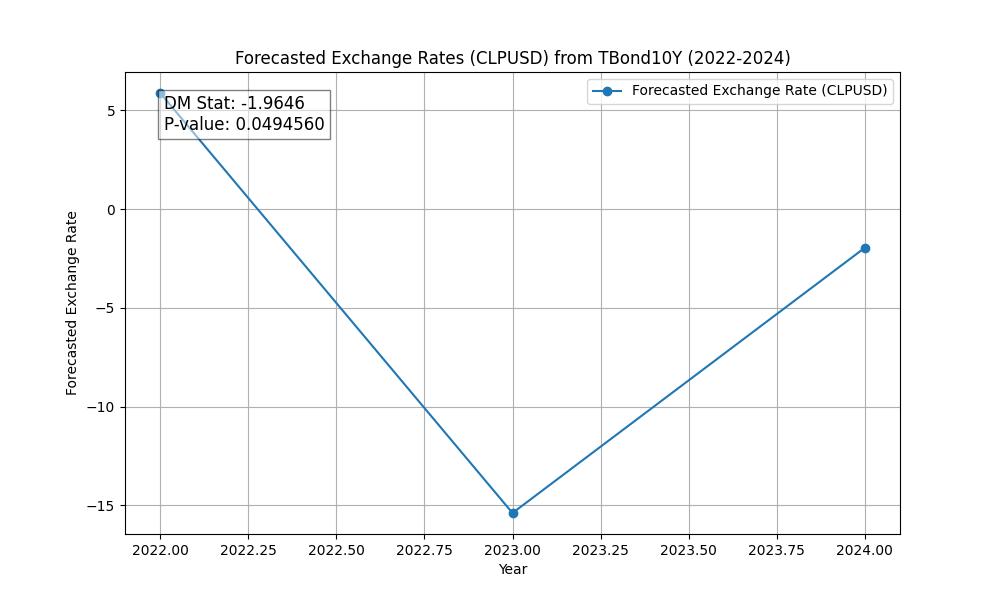 Forecasted Exchange Rates (CLPUSD) from TBond10Y (2022-2024)
Forecasted Exchange Rate (CLPUSD)
DM Stat: -1.9646
P-value: 0.0494560
Forecasted Exchange Rate
5
0
−5
−10
−15
2022.00 2022.25 2022.50 2022.75 2023.00 2023.25 2023.50 2023.75 2024.00
Year